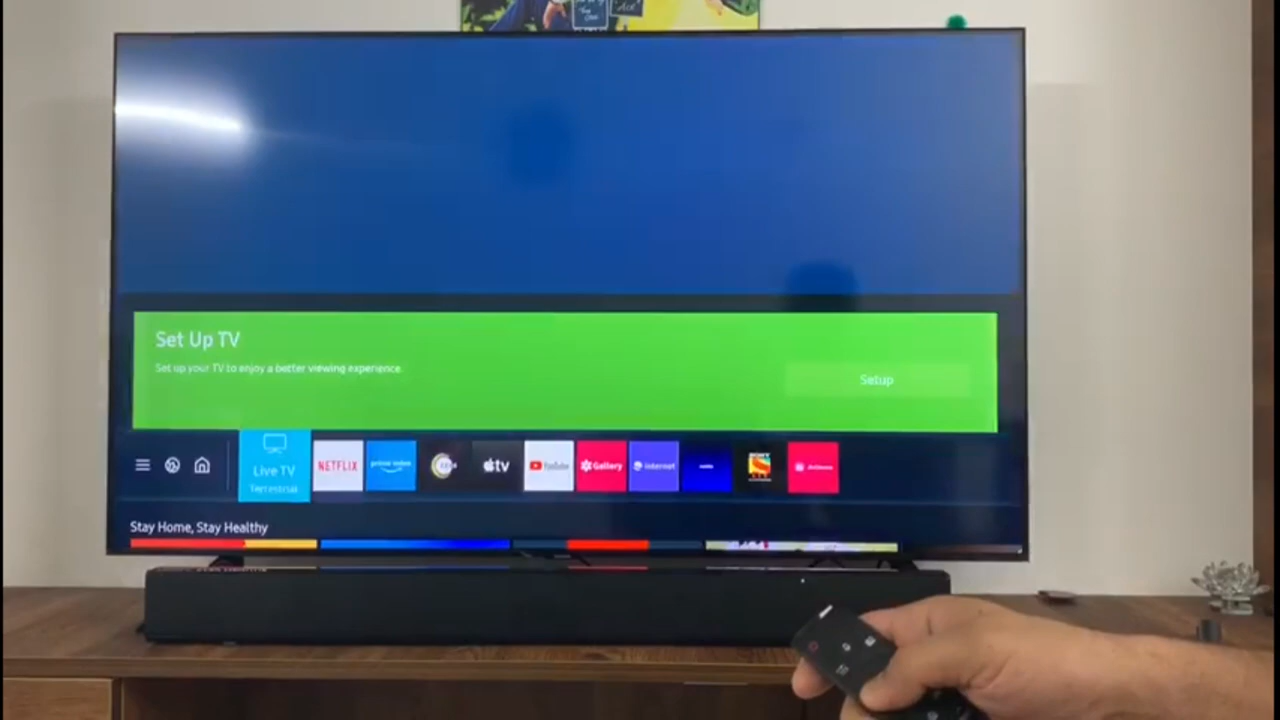 Set Up TV
Set up your TV to enjoy a better viewing experience.
Setup
Live TV
Terrestrial
NETFLIX
prime video
tv
YouTube
Gallery
internet
SONY
Stay Home, Stay Healthy